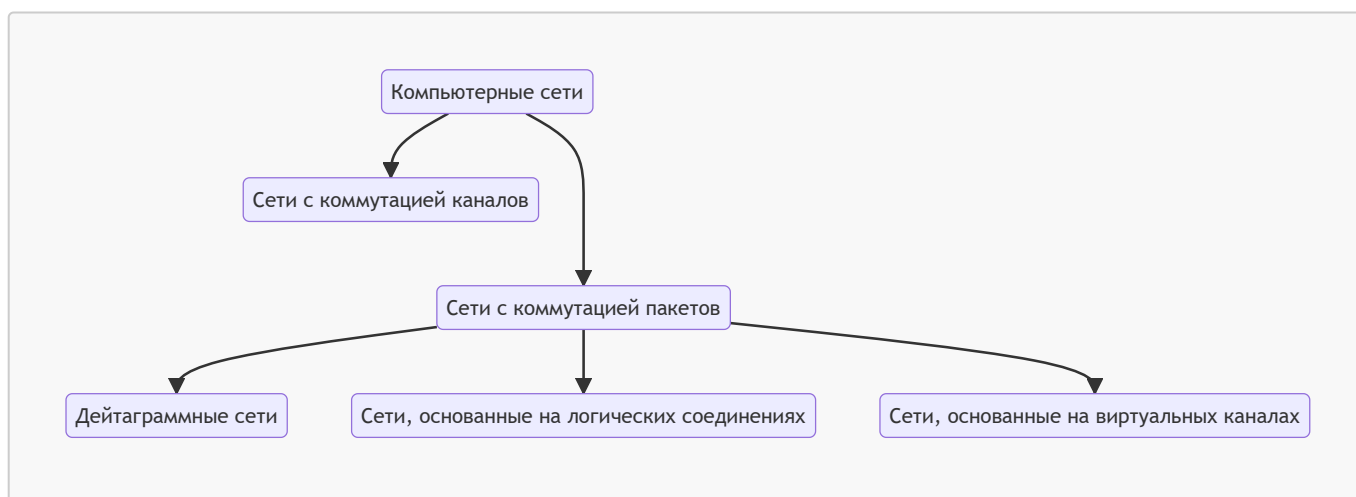 Компьютерные сети
Сети с коммутацией каналов
Сети с коммутацией пакетов
Дейтаграммные сети
Сети, основанные на логических соединениях
Сети, основанные на виртуальных каналах